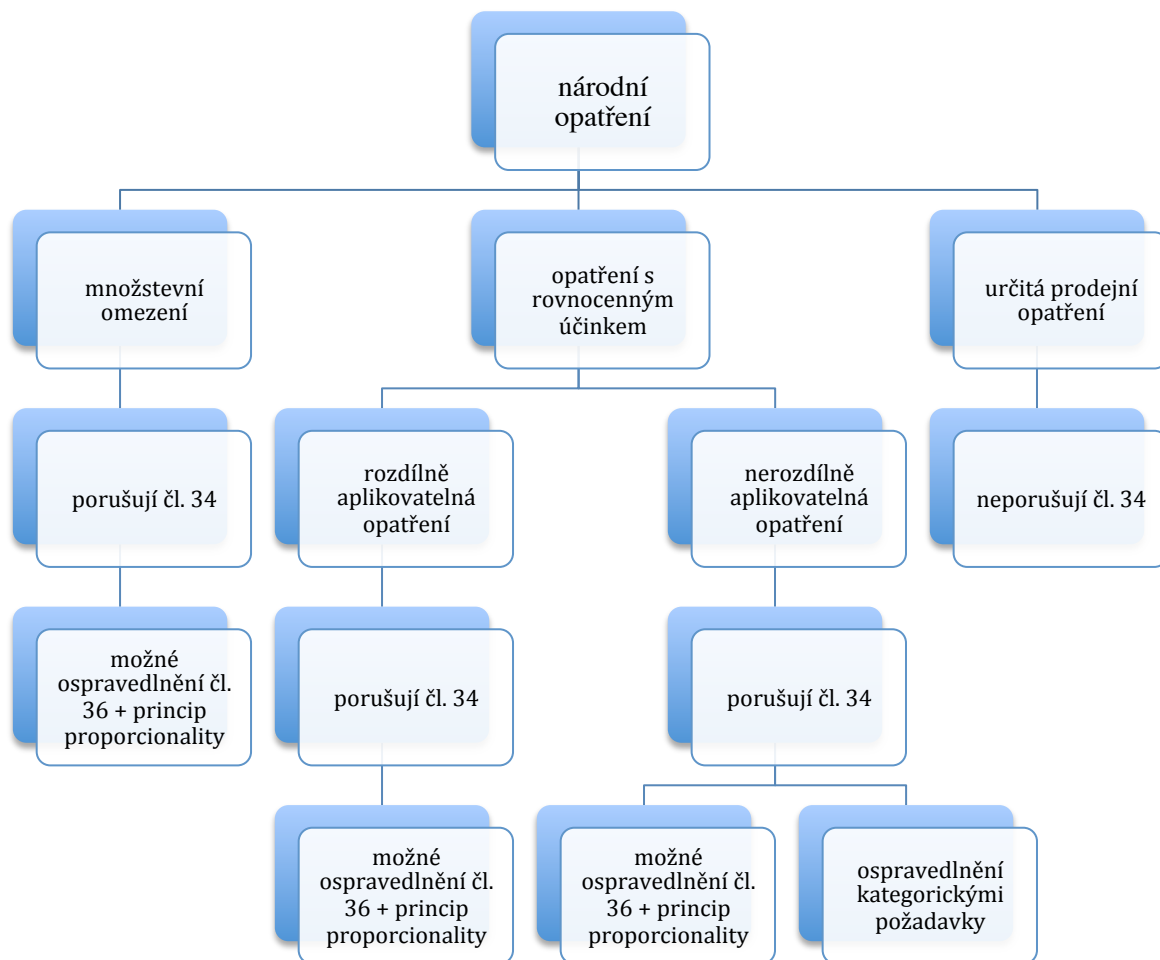 národní
opatření
množstevní
omezení
opatření s
rovnocenným
účinkem
určitá prodejní
opatření
porušují čl. 34
rozdílně
aplikovatelná
opatření
nerozdílně
aplikovatelná
opatření
neporušují čl. 34
možné
ospravedlnění čl.
36 + princip
proporcionality
porušují čl. 34
porušují čl. 34
možné
ospravedlnění čl.
36 + princip
proporcionality
možné
ospravedlnění čl.
36 + princip
proporcionality
ospravedlnění
kategorickými
požadavky